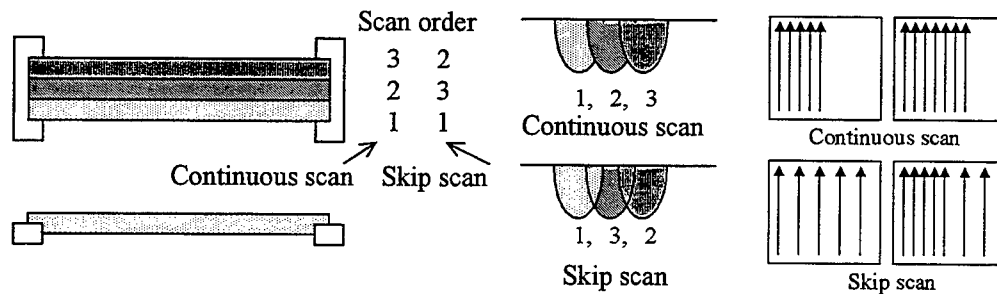 Scan order
3 2
2 3
1 1
Continuous scan Skip scan
1, 2, 3
Continuous scan
1, 3, 2
Skip scan
Continuous scan
Skip scan